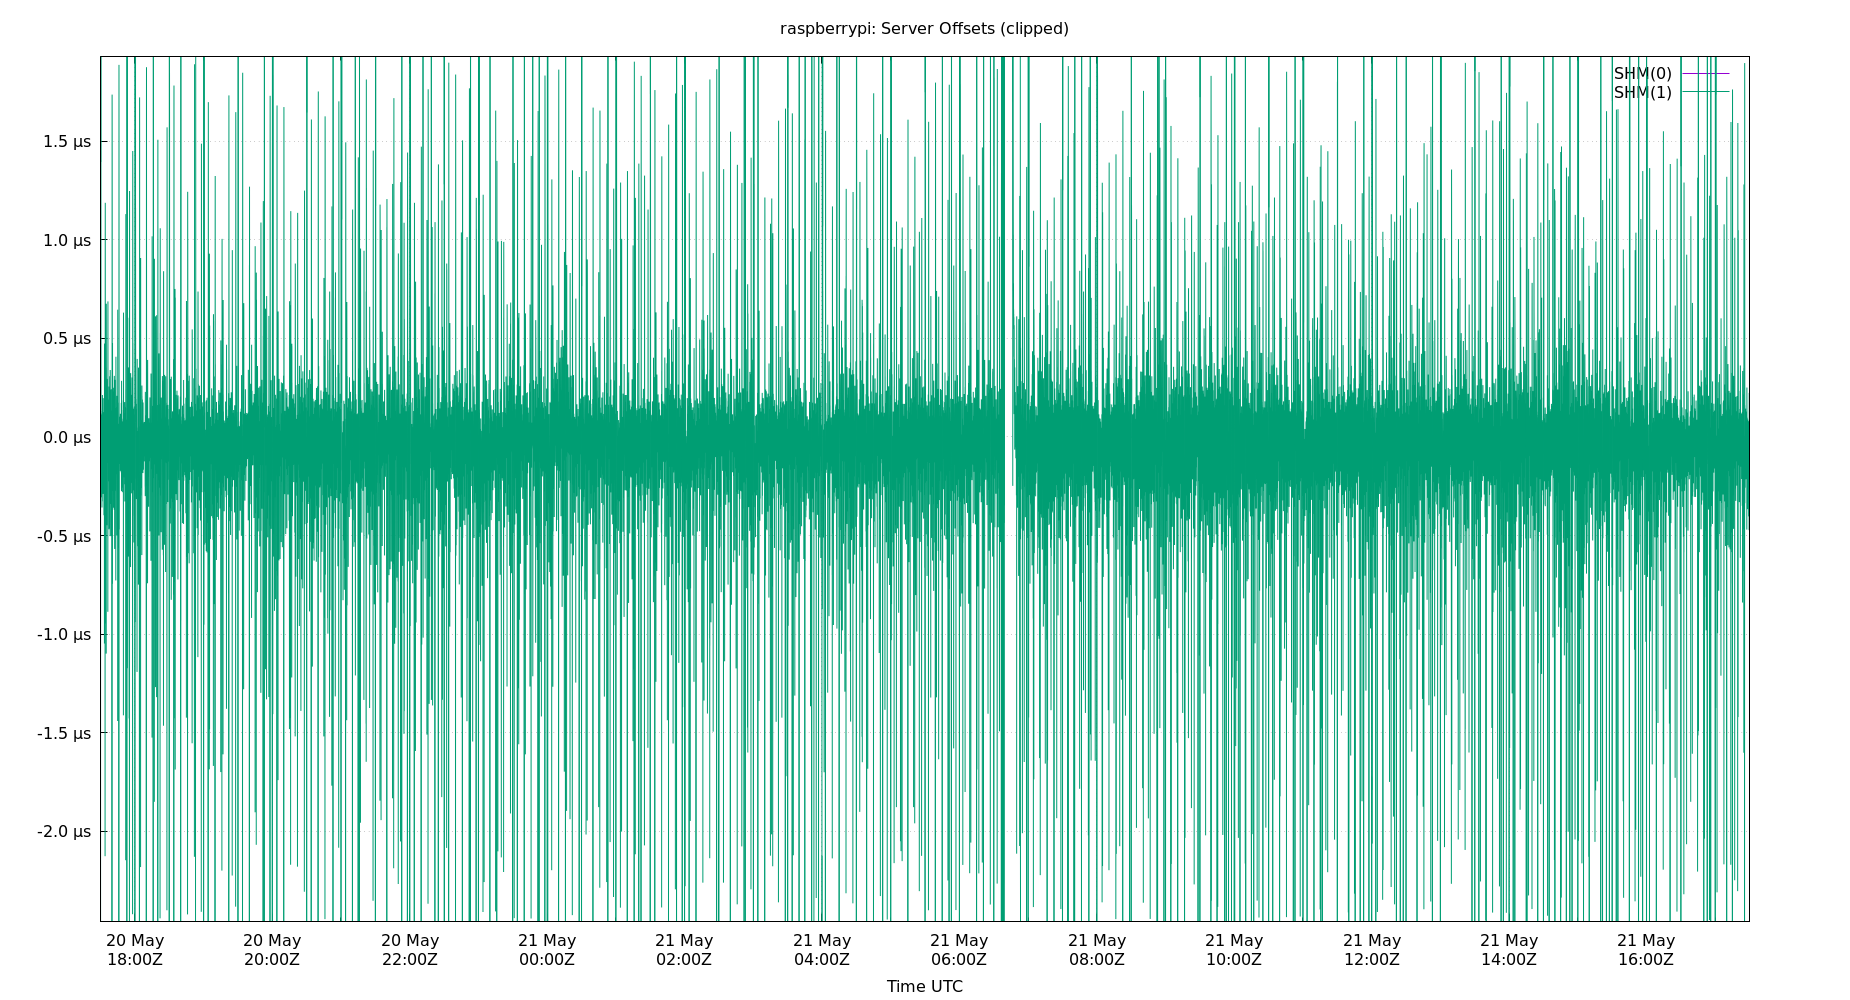 raspberrypi: Server Offsets (clipped)
SHM(0)
SHM(1)
1.5 µs
1.0 µs
0.5 µs
0.0 µs
-0.5 µs
-1.0 µs
-1.5 µs
-2.0 µs
20 May 20 May 20 May 21 May 21 May 21 May 21 May 21 May 21 May 21 May 21 May 21 May
18:00Z 20:00Z 22:00Z 00:00Z 02:00Z 04:00Z 06:00Z 08:00Z 10:00Z 12:00Z 14:00Z 16:00Z
Time UTC